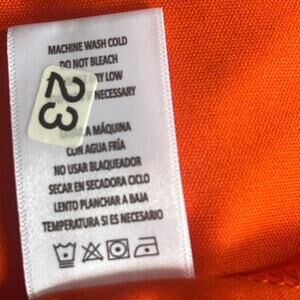 MACHINE WASH COLD
DO NOT BLEACH
LOW
NECESSARY
23
A MÁQUINA
CON AGUA FRÍA
NO USAR BLAQUEADOR
SECAR EN SECADORA CICLO
LENTO PLANCHAR A BAJA
TEMPERATURA SI ES NECESARIO